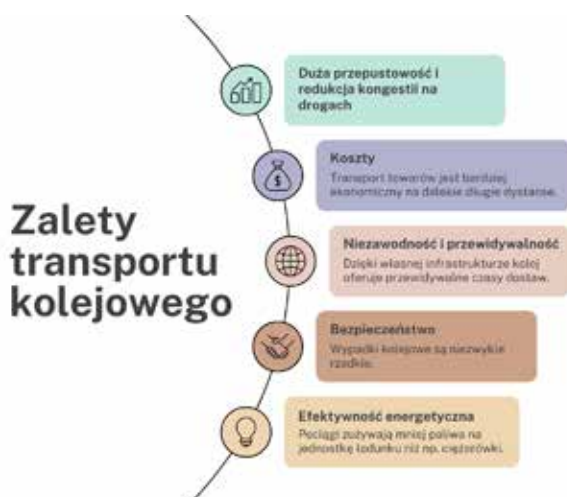 Zalety
transportu
kolejowego
Duża przepustowość i
redukcja kongestii na
drogach
Koszty
Transport towarów jest bardziej
ekonomiczny na dalekie długie dystanse.
Niezawodność i przewidywalność
Dzięki własnej infrastrukturze kolej
oferuje przewidywalne czasy dostaw.
Bezpieczeństwo
Wypadki kolejowe są niezwykle
rzadkie.
Efektywność energetyczna
Pociągi zużywają mniej paliwa na
jednostkę ładunku niż np. ciężarówki.